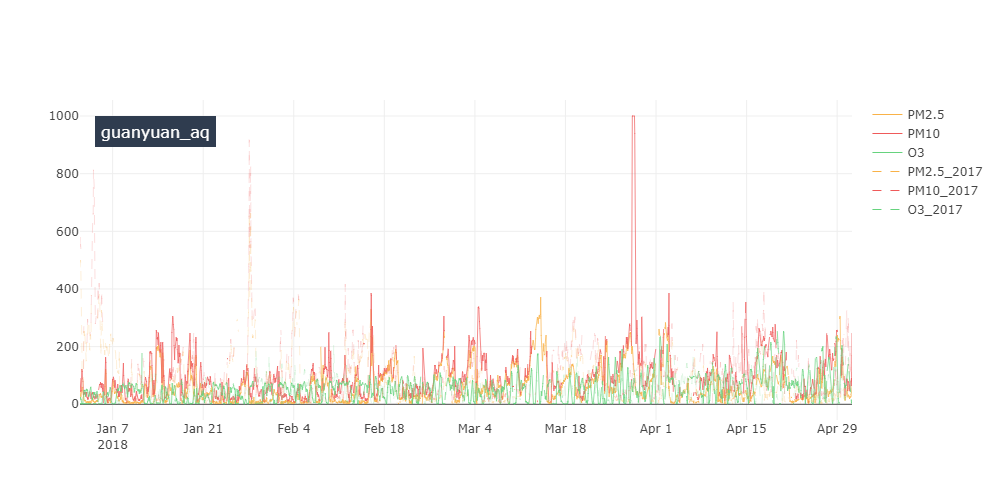 guanyuan_aq
1000
800
600
400
200
0
Jan 7
2018
Jan 21
Feb 4
Feb 18
Mar 4
Mar 18
Apr 1
Apr 15
Apr 29
PM2.5
PM10
O3
PM2.5_2017
PM10_2017
O3_2017